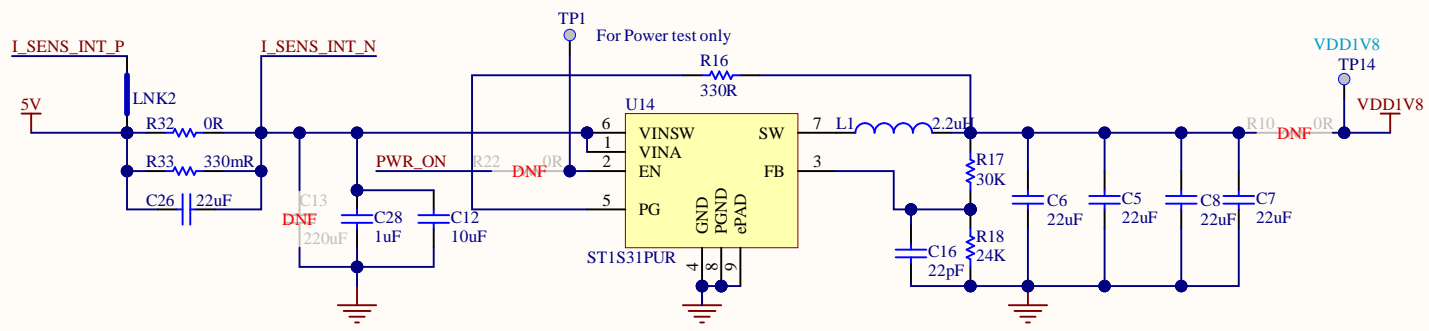 TP1
For Power test only
I_SENS_INT_P
I_SENS_INT_N
VDD1V8
TP14
R16
330R
LNK2
5V
R32 0R
U14
VDD1V8
6 VINSW SW 7 L1 2.2uH
R10 DNF 0R
1 VINA
R33 330mR
PWR_ON R22 DNF 0R
2 EN FB 3
R17
30K
C26 22uF
C13
DNF
220uF
C28
1uF
C12
10uF
5 PG
GND
PGND
ePAD
C6
22uF
C5
22uF
C8
22uF
C7
22uF
R18
24K
C16
22pF
ST1S31PUR
4
8
9